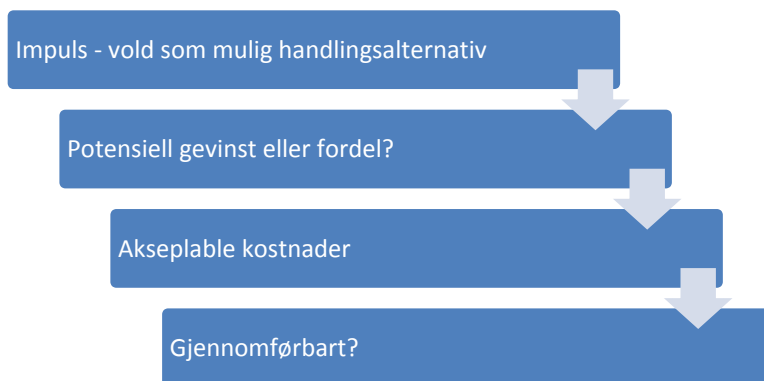 Impuls - vold som mulig handlingsalternativ
Potensiell gevinst eller fordel?
Akseplable kostnader
Gjennomførbart?